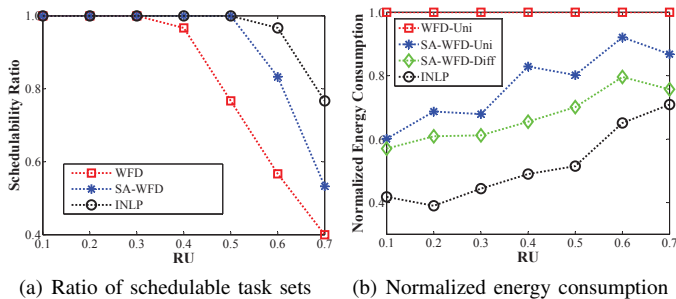 Schedulability Ratio
1.0
0.8
0.6
0.4
WFD
SA-WFD
INLP
0.1 0.2 0.3 0.4 0.5 0.6 0.7
RU
(a) Ratio of schedulable task sets
Normalized Energy Consumption
1.0
0.8
0.6
0.4
WFD-Uni
SA-WFD-Uni
SA-WFD-Diff
INLP
0.1 0.2 0.3 0.4 0.5 0.6 0.7
RU
(b) Normalized energy consumption